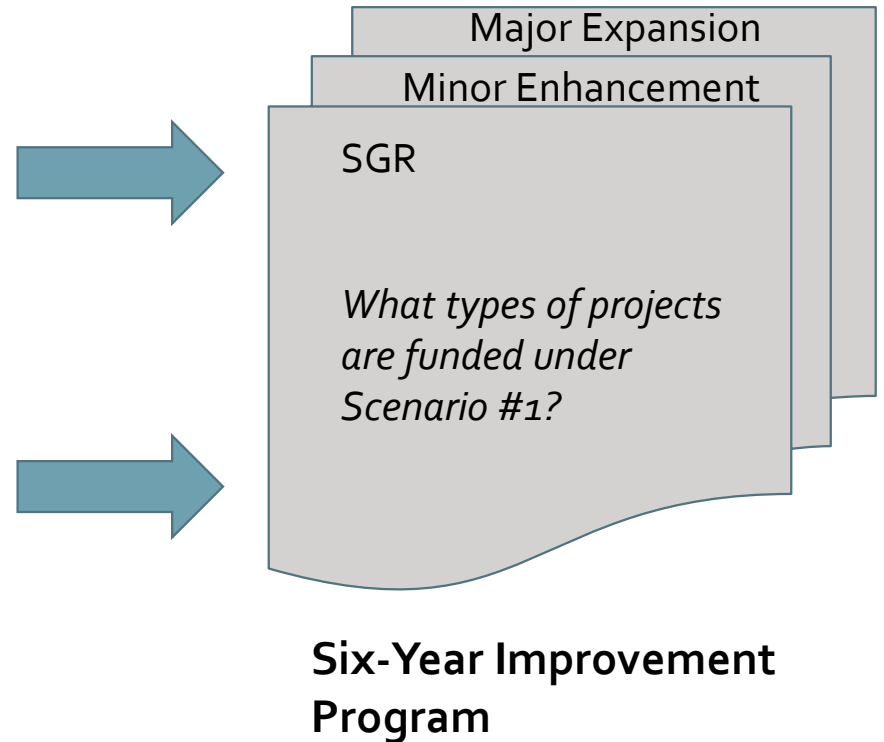 Major Expansion
Minor Enhancement
SGR
What types of projects
are funded under
Scenario #1?
Six-Year Improvement
Program